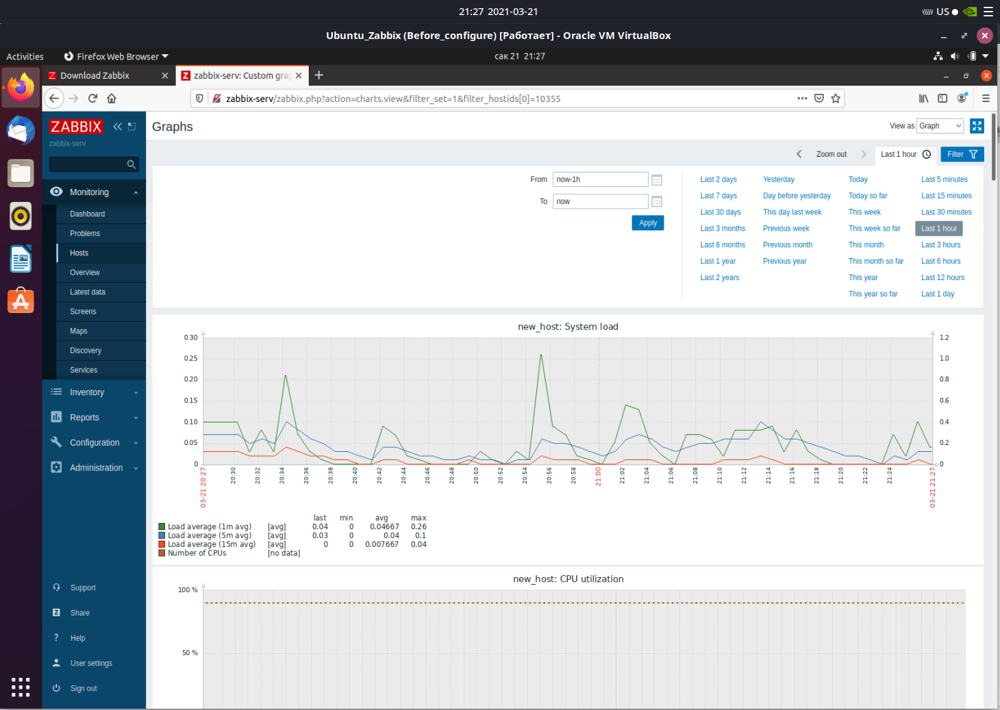 21:27 2021-03-21
US
Ubuntu_Zabbix (Before_configure) [Работает] - Oracle VM VirtualBox
Activities
Firefox Web Browser
сак 21 21:27
Download Zabbix
zabbix-serv: Custom grap
zabbix-serv/zabbix.php?action=charts.view&filter_set=1&filter_hostids[0]=10355
ZABBIX
zabbix-serv
Monitoring
Dashboard
Problems
Hosts
Overview
Latest data
Screens
Maps
Discovery
Services
Inventory
Reports
Configuration
Administration
Support
Share
Help
User settings
Sign out
Graphs
View as Graph
Zoom out
Last 1 hour
Filter
From now-1h
To now
Apply
Last 2 days Yesterday Today Last 5 minutes
Last 7 days Day before yesterday Today so far Last 15 minutes
Last 30 days This day last week This week Last 30 minutes
Last 3 months Previous week This week so far Last 1 hour
Last 6 months Previous month This month Last 3 hours
Last 1 year Previous year This month so far Last 6 hours
Last 2 years This year Last 12 hours
This year so far Last 1 day
new_host: System load
0.30 1.2
0.25 1.0
0.20 0.8
0.15 0.6
0.10 0.4
0.05 0.2
0 0
03-21 20:27 20:30 20:32 20:34 20:36 20:38 20:40 20:42 20:44 20:46 20:48 20:50 20:52 20:54 20:56 20:58 21:00 21:02 21:04 21:06 21:08 21:10 21:12 21:14 21:16 21:18 21:20 21:22 21:24 03-21 21:27
last min avg max
Load average (1m avg) [avg] 0.04 0 0.04667 0.26
Load average (5m avg) [avg] 0.03 0 0.04 0.1
Load average (15m avg) [avg] 0 0 0.007667 0.04
Number of CPUs [no data]
new_host: CPU utilization
100 %
50 %